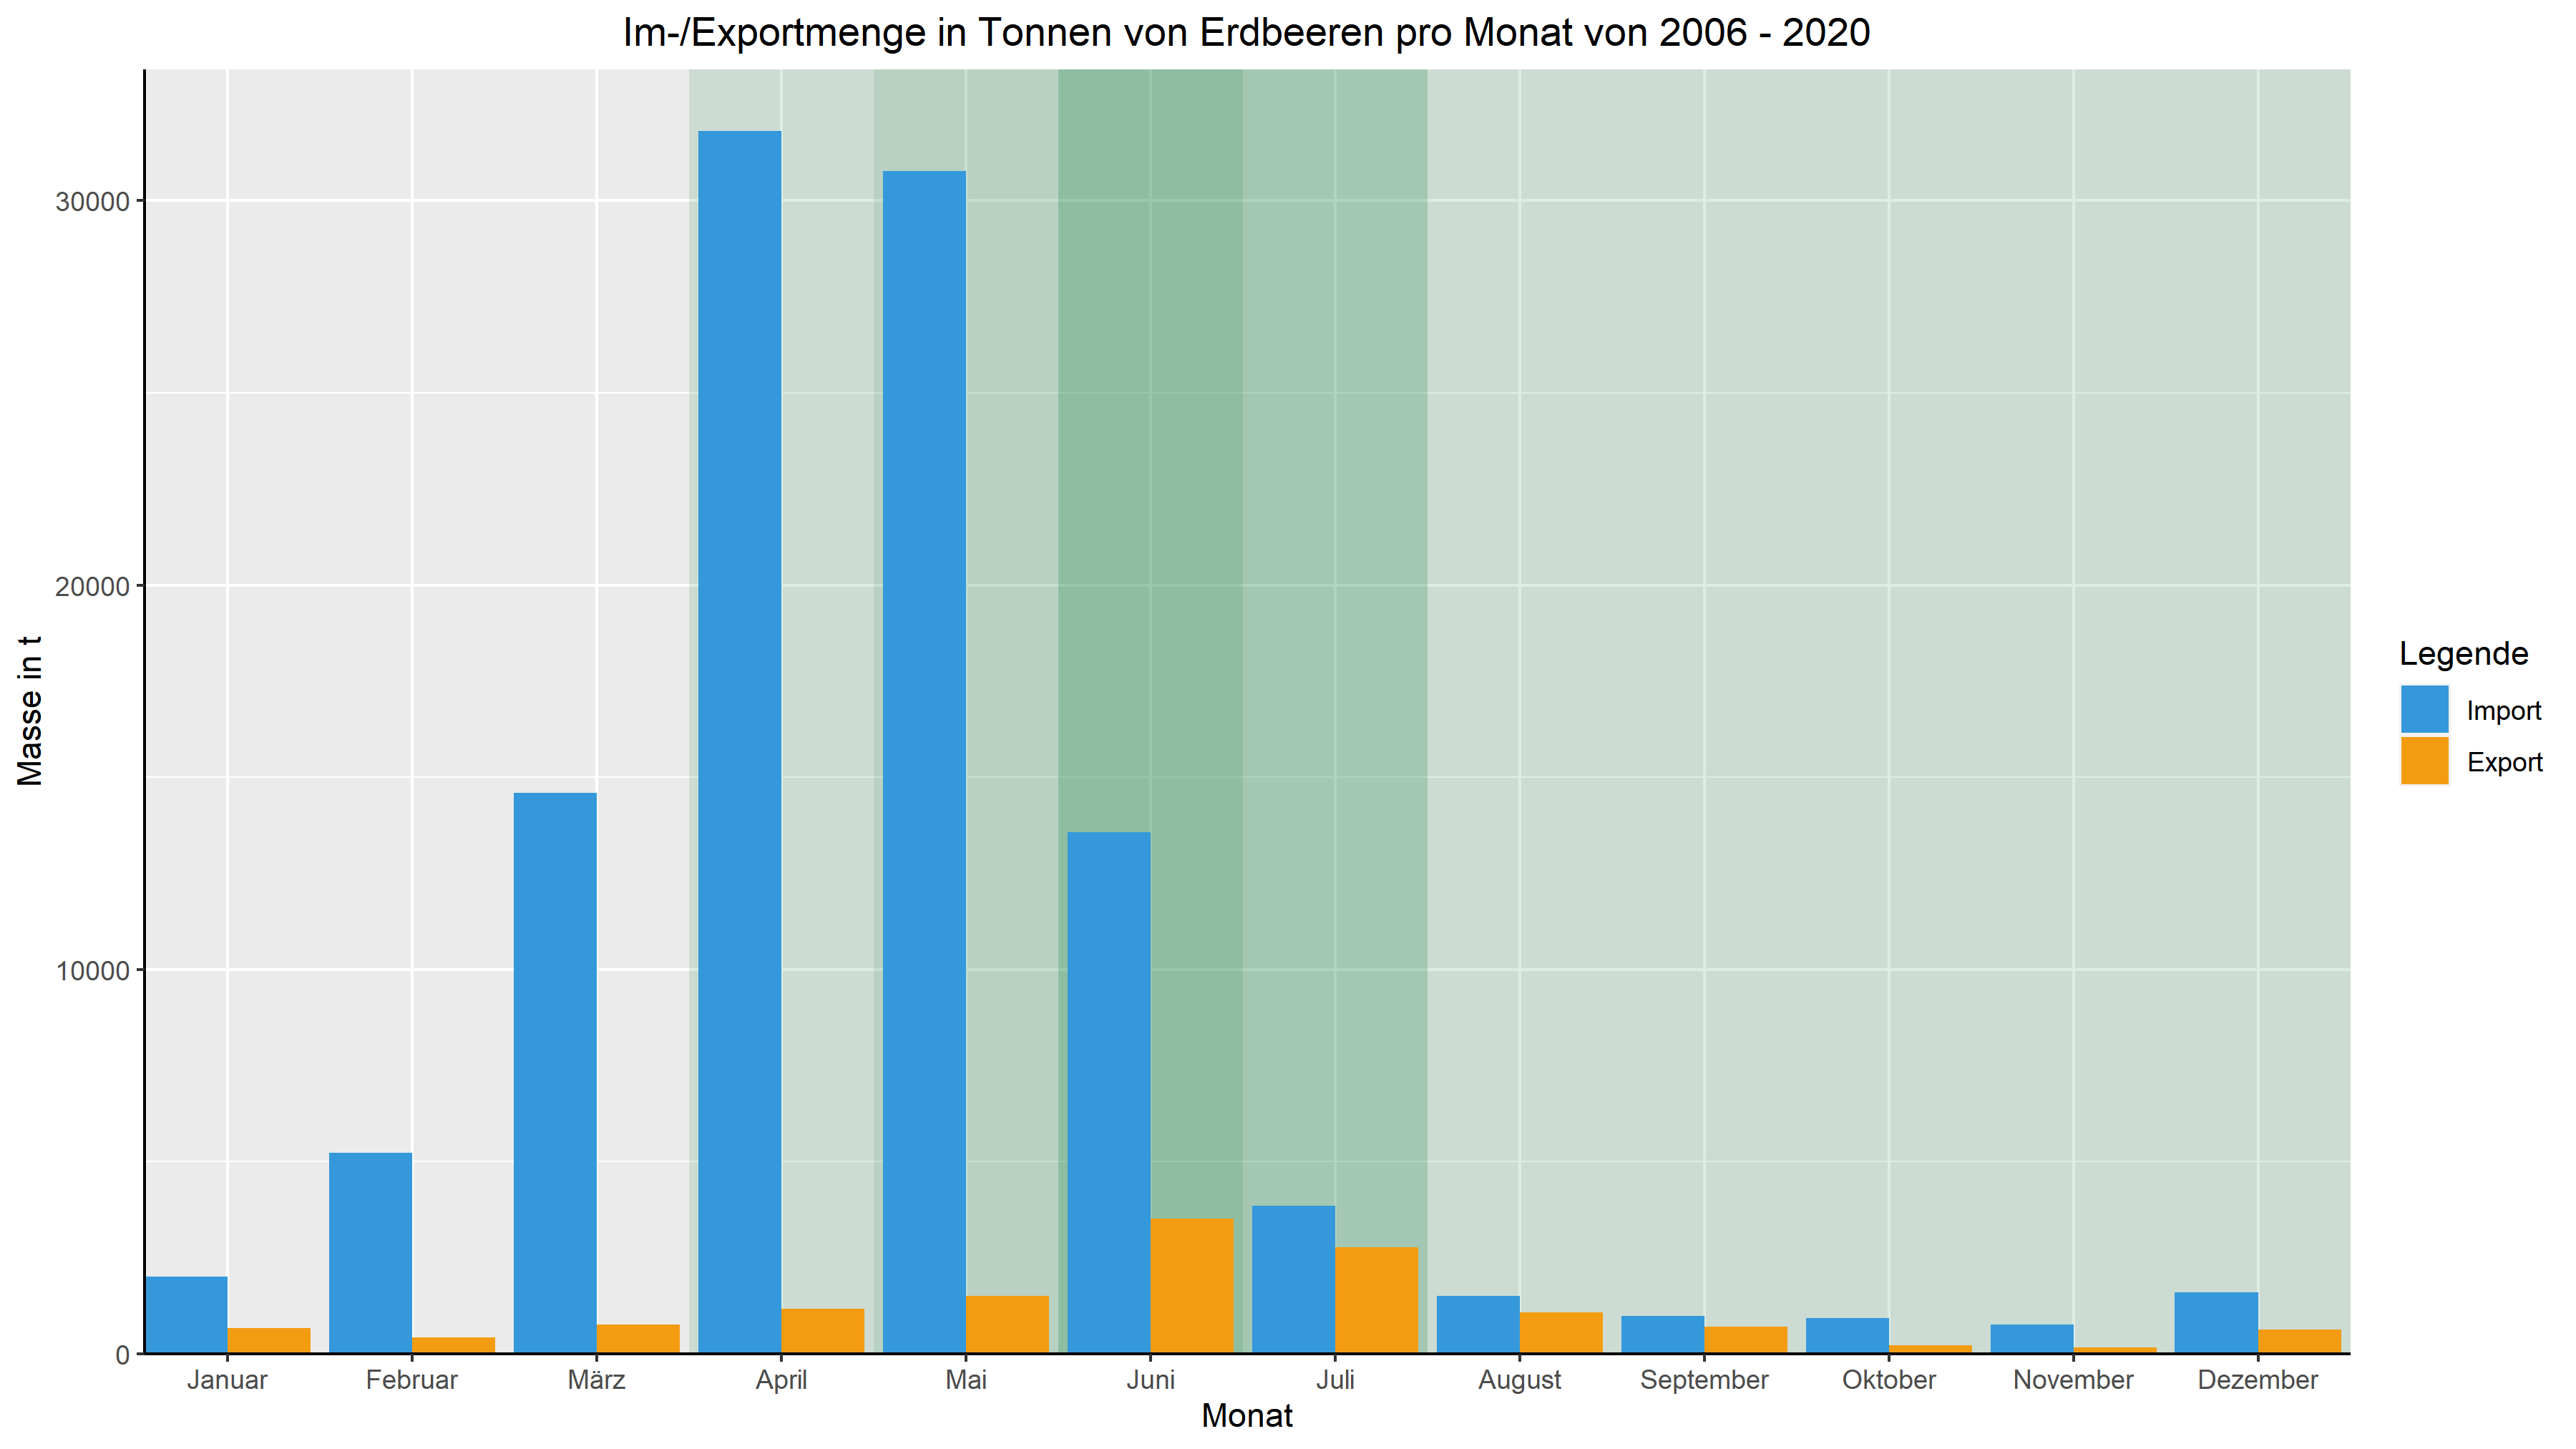 Im-/Exportmenge in Tonnen von Erdbeeren pro Monat von 2006 - 2020
30000
20000
10000
0
Masse in t
Januar Februar März April Mai Juni Juli August September Oktober November Dezember
Monat
Legende
Import
Export